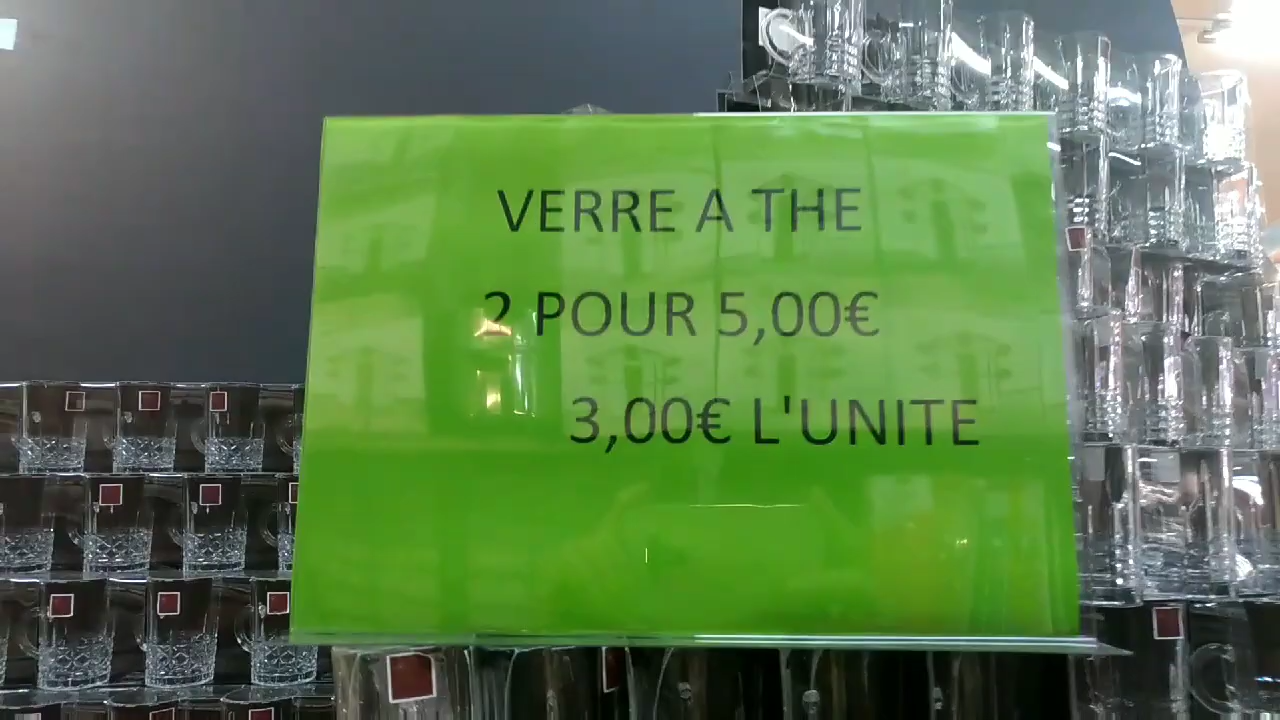 VERRE A THE
2 POUR 5,00€
3,00€ L'UNITE